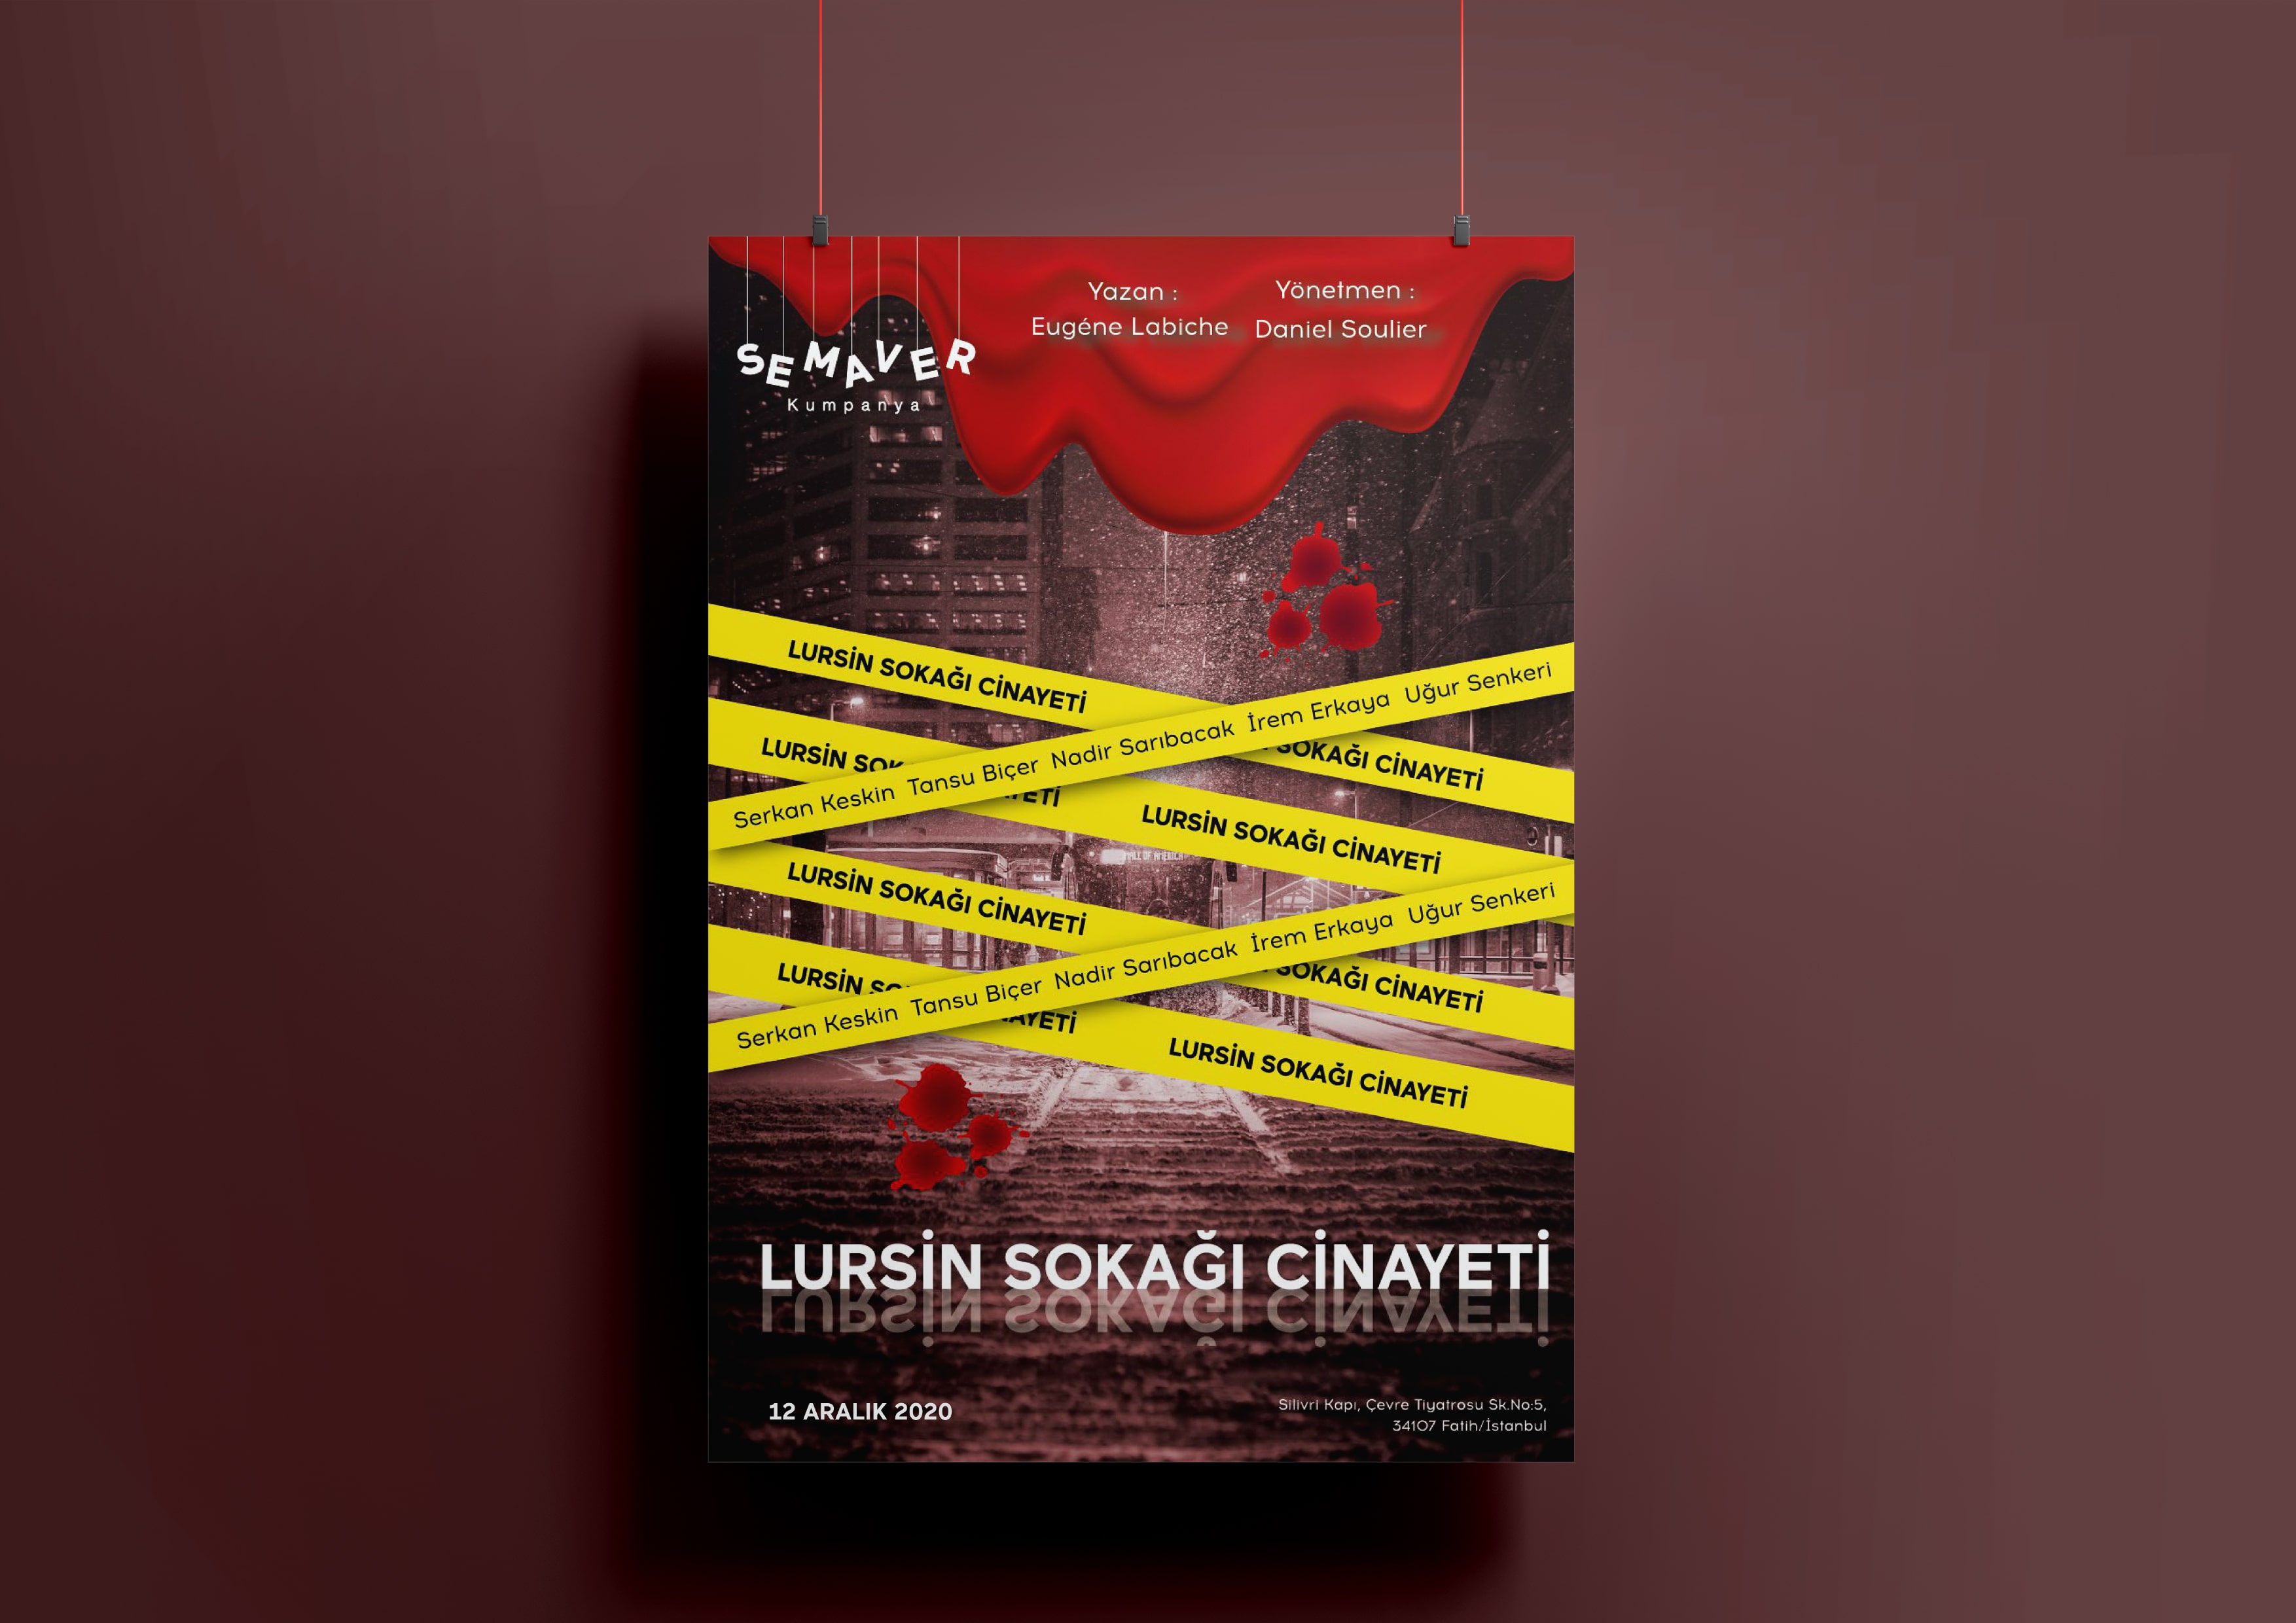 SEMAVER
Kumpanya
Yazan :
Eugéne Labiche
Yönetmen :
Daniel Soulier
LURSİN SOKAĞI CİNAYETİ
SOKAĞI CİNAYETİ
Serkan Keskin Tansu Biçer Nadir Sarıbacak İrem Erkaya Uğur Senkeri
LURSİN
LURSİN SOKAĞI CİNAYETİ
LURSİN SOKAĞI CİNAYETİ
SOKAĞI CİNAYETİ
Serkan Keskin Tansu Biçer Nadir Sarıbacak İrem Erkaya Uğur Senkeri
LURSİN
LURSİN SOKAĞI CİNAYETİ
LURSİN SOKAĞI CİNAYETİ
12 ARALIK 2020
Silivri Kapı, Çevre Tiyatrosu Sk.No:5,
34107 Fatih/İstanbul